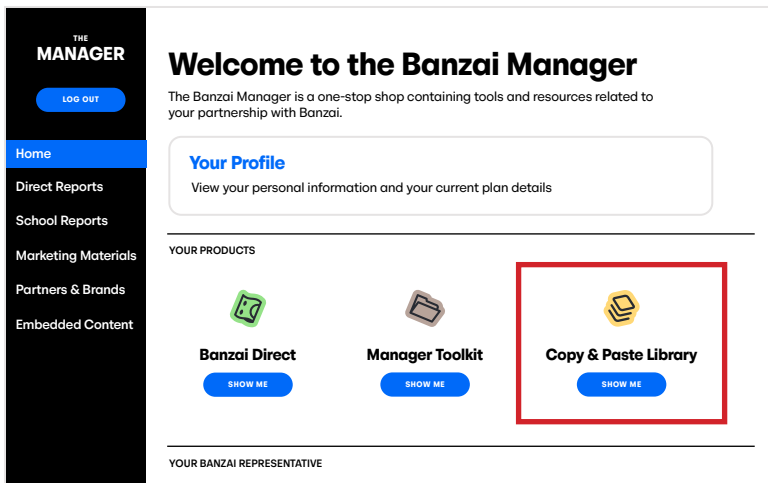 THE
MANAGER
LOG OUT
Home
Direct Reports
School Reports
Marketing Materials
Partners & Brands
Embedded Content
Welcome to the Banzai Manager
The Banzai Manager is a one-stop shop containing tools and resources related to
your partnership with Banzai.
Your Profile
View your personal information and your current plan details
YOUR PRODUCTS
Banzai Direct
SHOW ME
Manager Toolkit
SHOW ME
Copy & Paste Library
SHOW ME
YOUR BANZAI REPRESENTATIVE